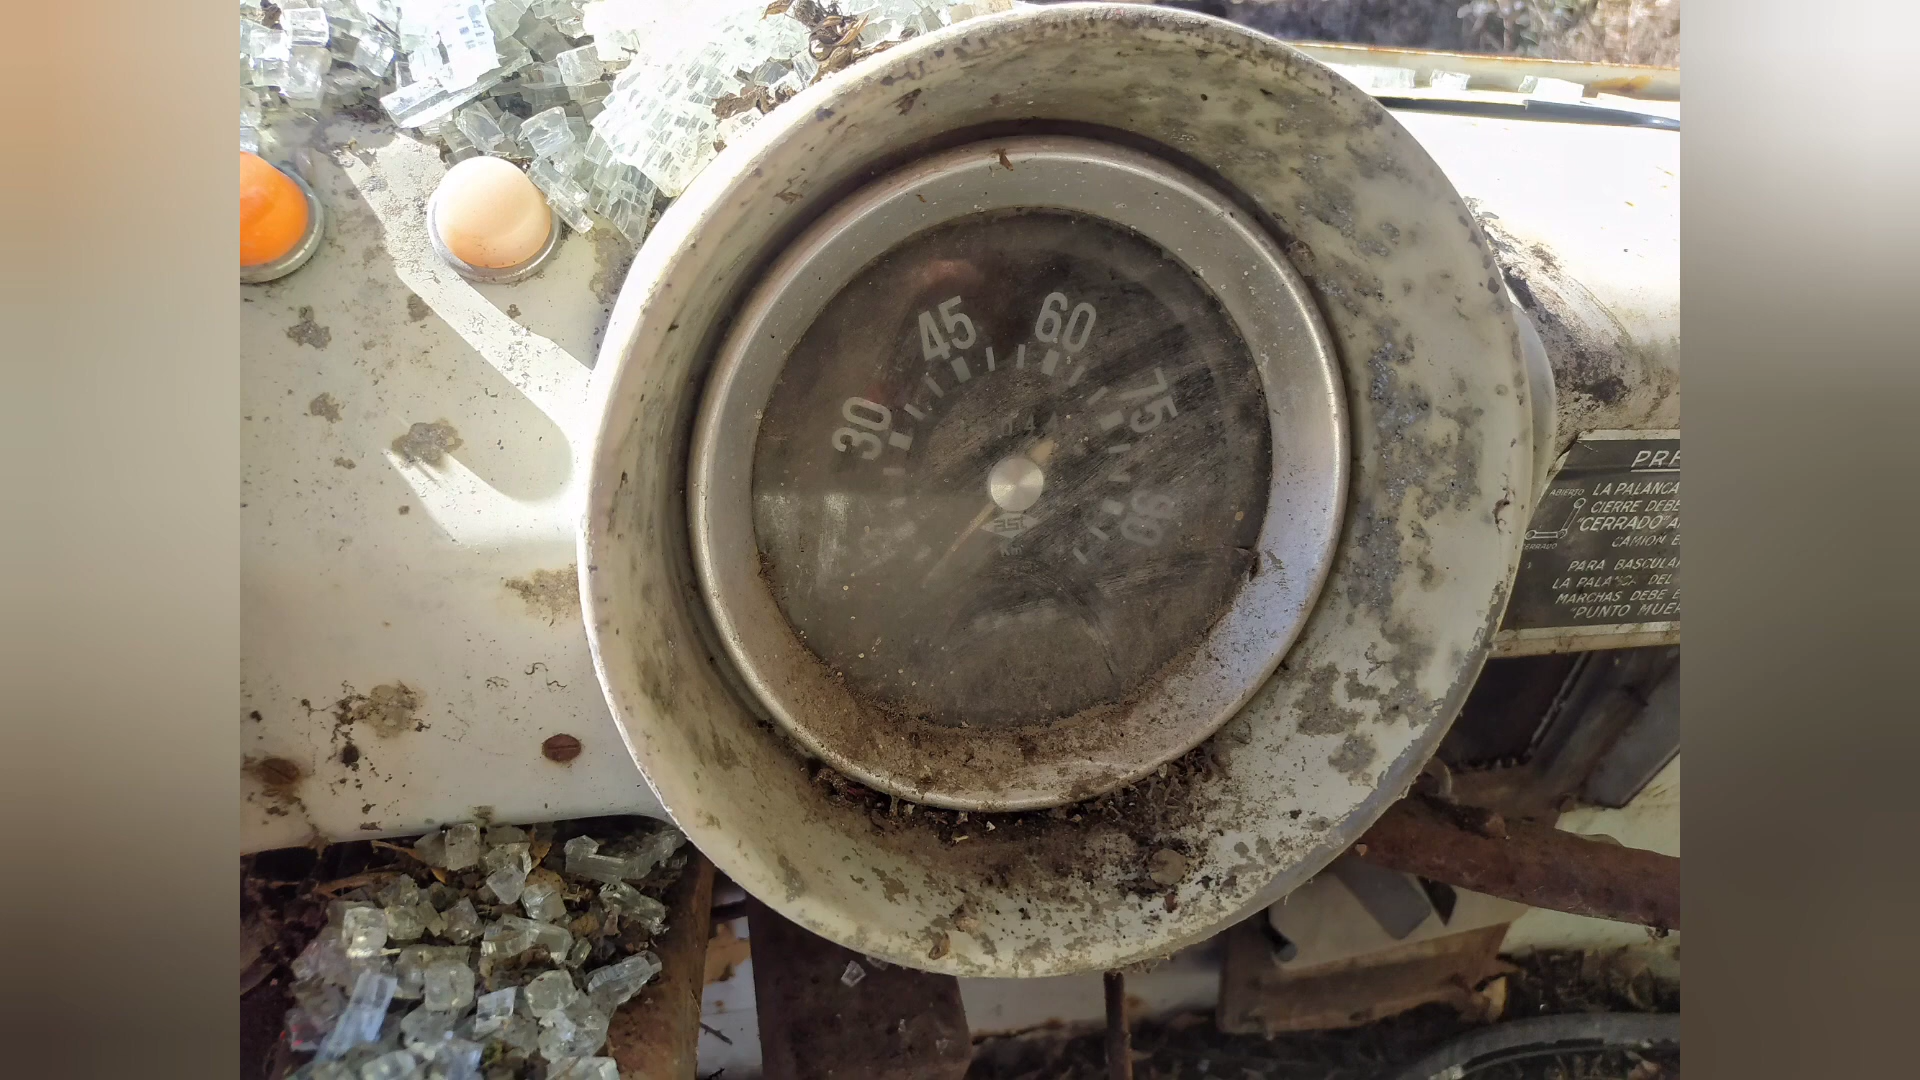 30
45
60
75
90
Km
ABIERTO
CERRADO
LA PALANCA
CIERRE DEBE
"CERRADO" A
CAMION E
PARA BASCULA
LA PALANCA DEL
MARCHAS DEBE E
"PUNTO MUER